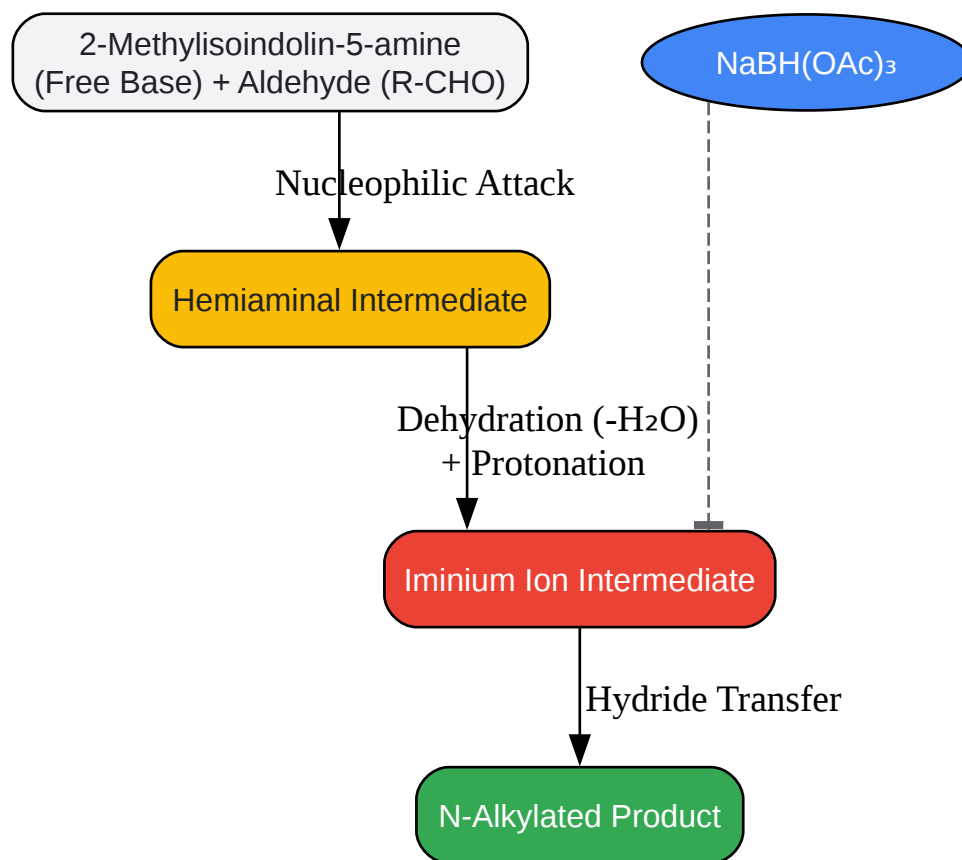 2-Methylisoindolin-5-amine
(Free Base) + Aldehyde (R-CHO)
NaBH(OAc)₃
Nucleophilic Attack
Hemiaminal Intermediate
Dehydration (-H₂O)
+ Protonation
Iminium Ion Intermediate
Hydride Transfer
N-Alkylated Product